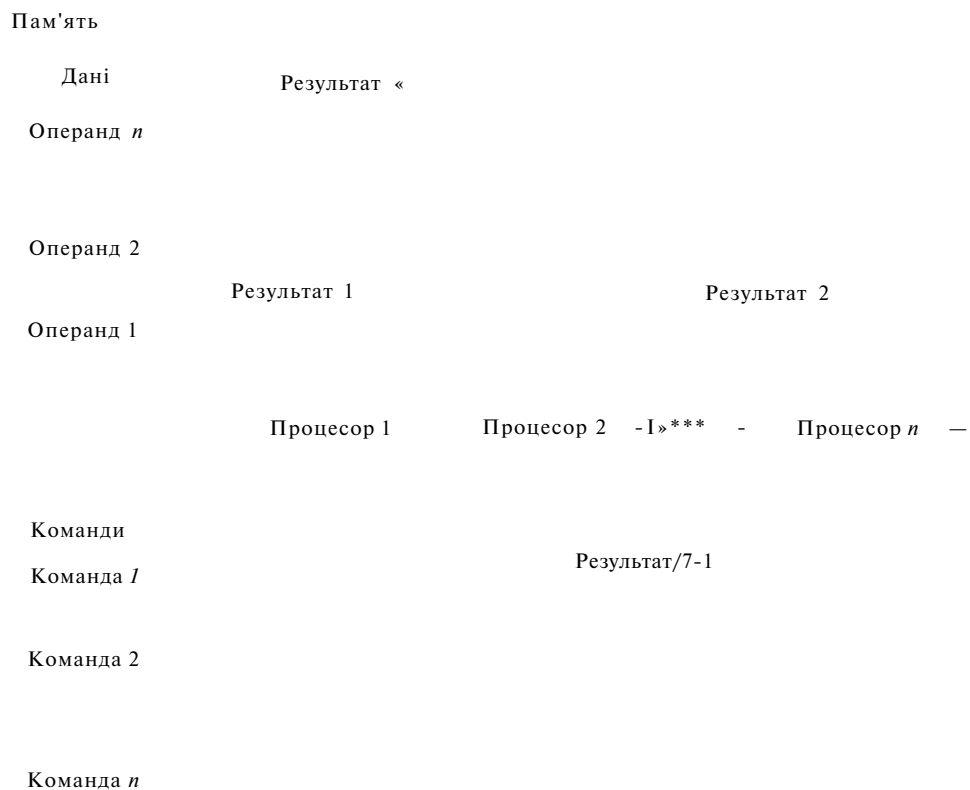 Пам'ять
Дані
Результат «
Операнд n
Операнд 2
Результат 1
Результат 2
Операнд 1
Процесор 1 Процесор 2 -І»*** - Процесор n —
Команди
Результат/7-1
Команда 1
Команда 2
Команда n